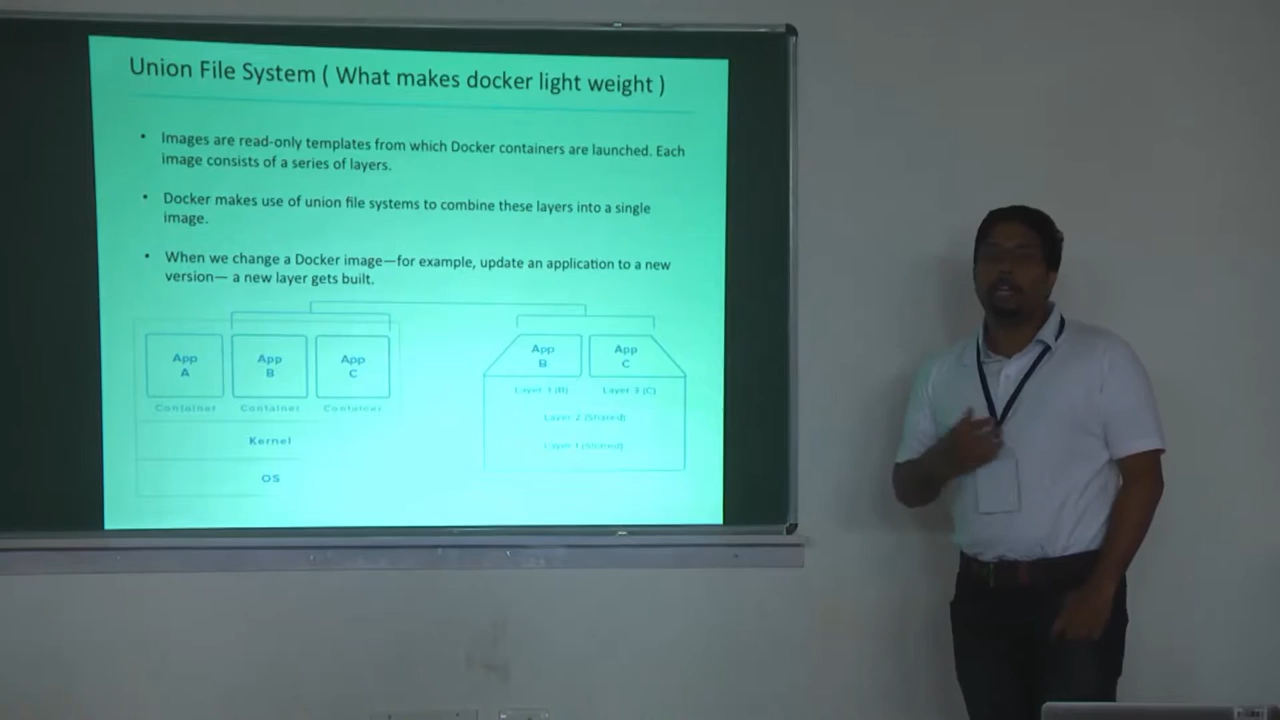 Union File System ( What makes docker light weight )
• Images are read-only templates from which Docker containers are launched. Each
image consists of a series of layers.
• Docker makes use of union file systems to combine these layers into a single
image.
• When we change a Docker image—for example, update an application to a new
version— a new layer gets built.
App
A
App
B
App
C
Container
Container
Container
Kernel
OS
App
B
App
C
Layer 3 (B)
Layer 3 (C)
Layer 2 (Shared)
Layer 1 (Shared)